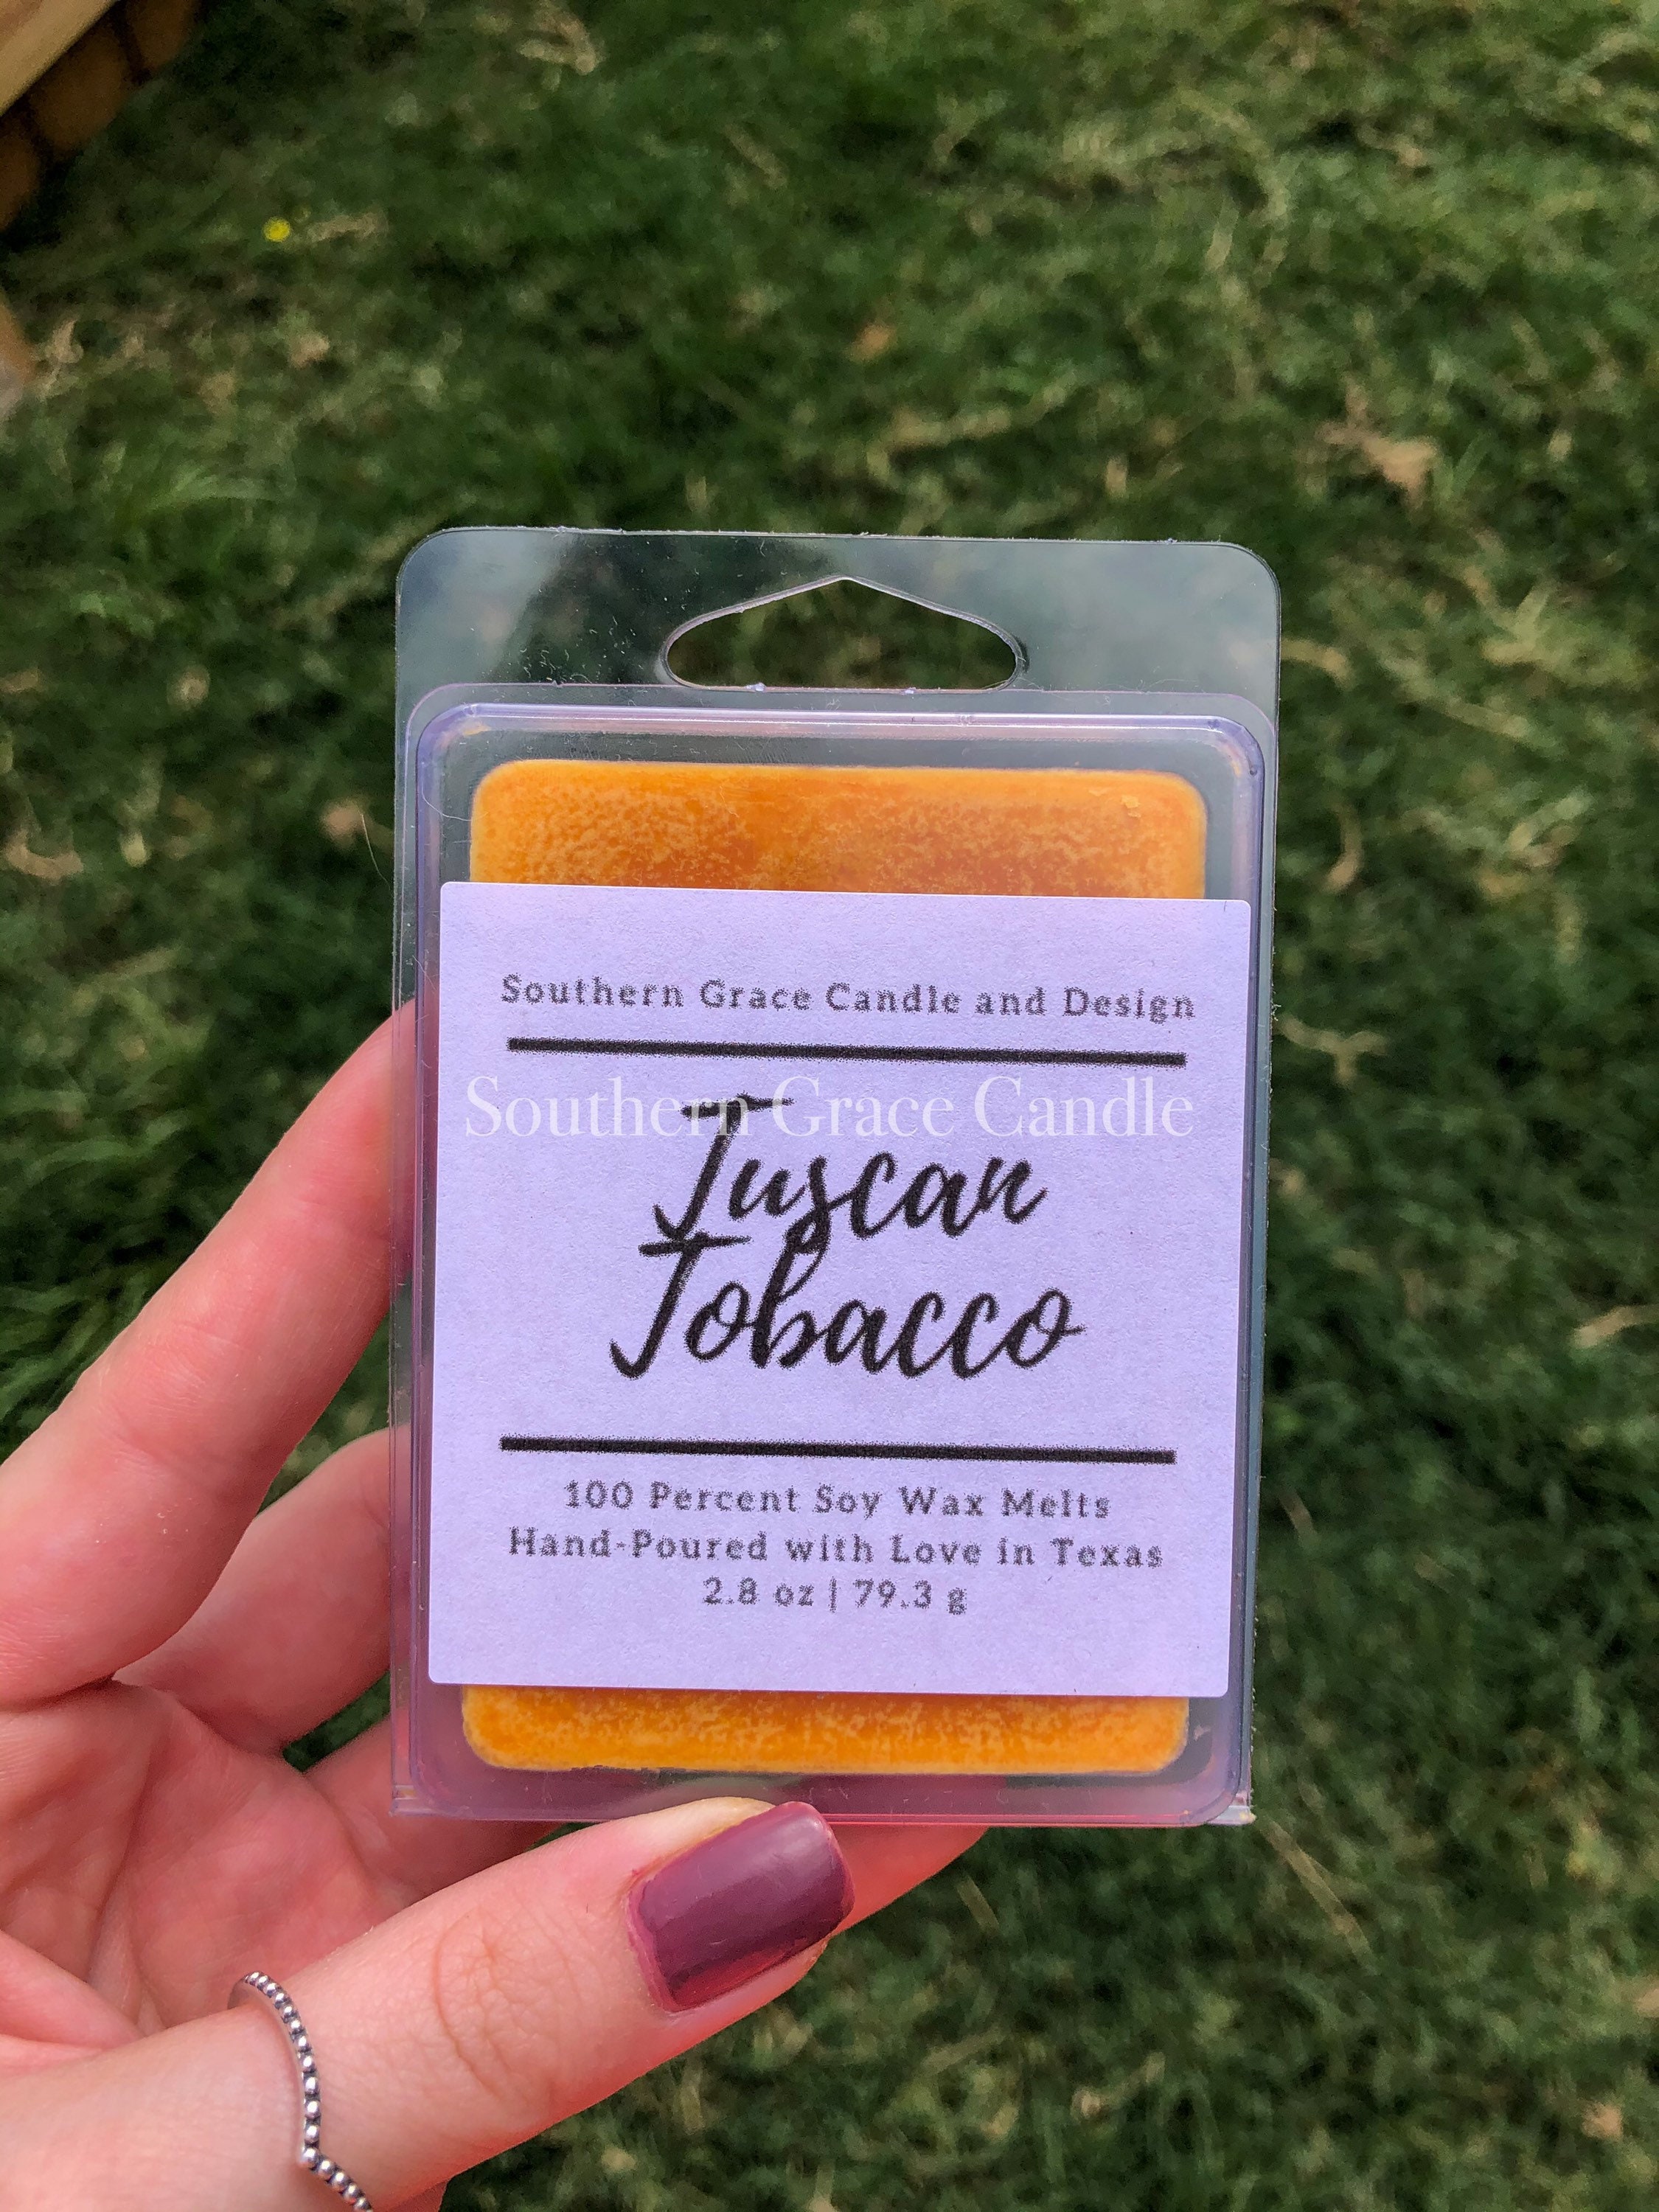 Southern Grace Candle and Design
Southern Grace Candle
Tuscan
Tobacco
100 Percent Soy Wax Melts
Hand-Poured with Love in Texas
2.8 oz | 79.3 g